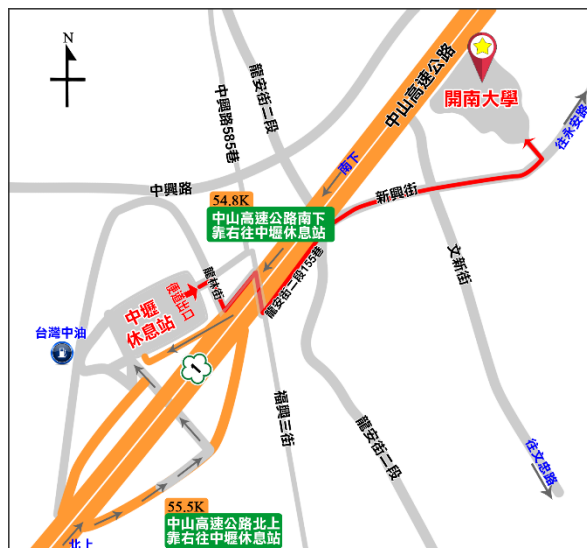 N
龍安街二段
中興路585巷
中山高速公路
開南大學
往永安路
南下
中興路
新興街
54.8K
中山高速公路南下
靠右往中壢休息站
文新街
龍林街
龍安街二段155巷
便道出口
中壢
休息站
台灣中油
1
福興三街
龍安街二段
往文忠路
55.5K
中山高速公路北上
靠右往中壢休息站
北上